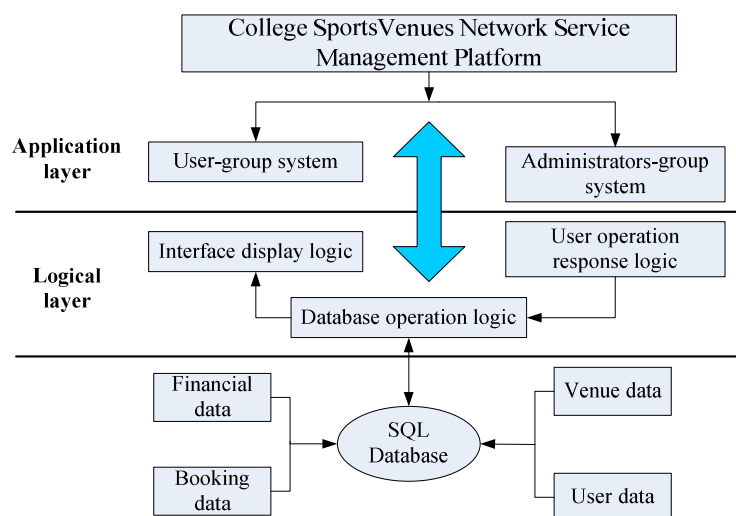 College SportsVenues Network Service
Management Platform
Application
layer
User-group system
Administrators-group
system
Logical
layer
Interface display logic
User operation
response logic
Database operation logic
Financial
data
Venue data
SQL
Database
Booking
data
User data